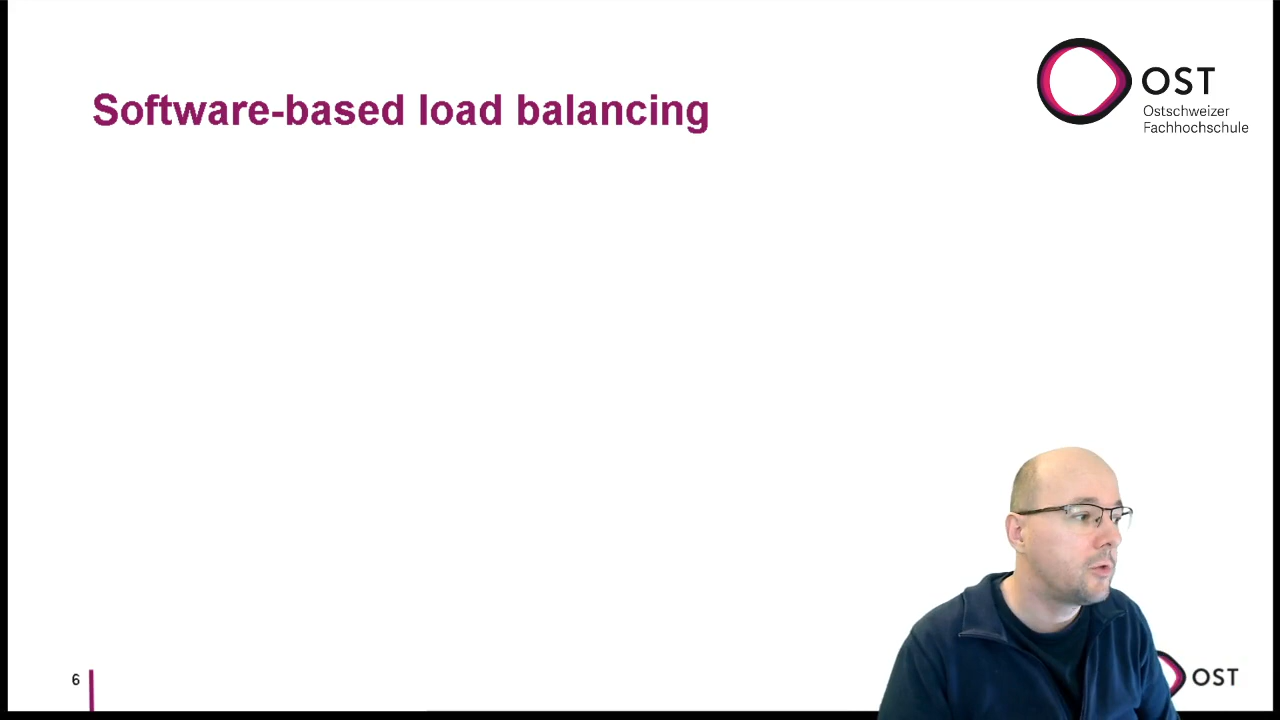 Software-based load balancing
OST
Ostschweizer
Fachhochschule
6
OST